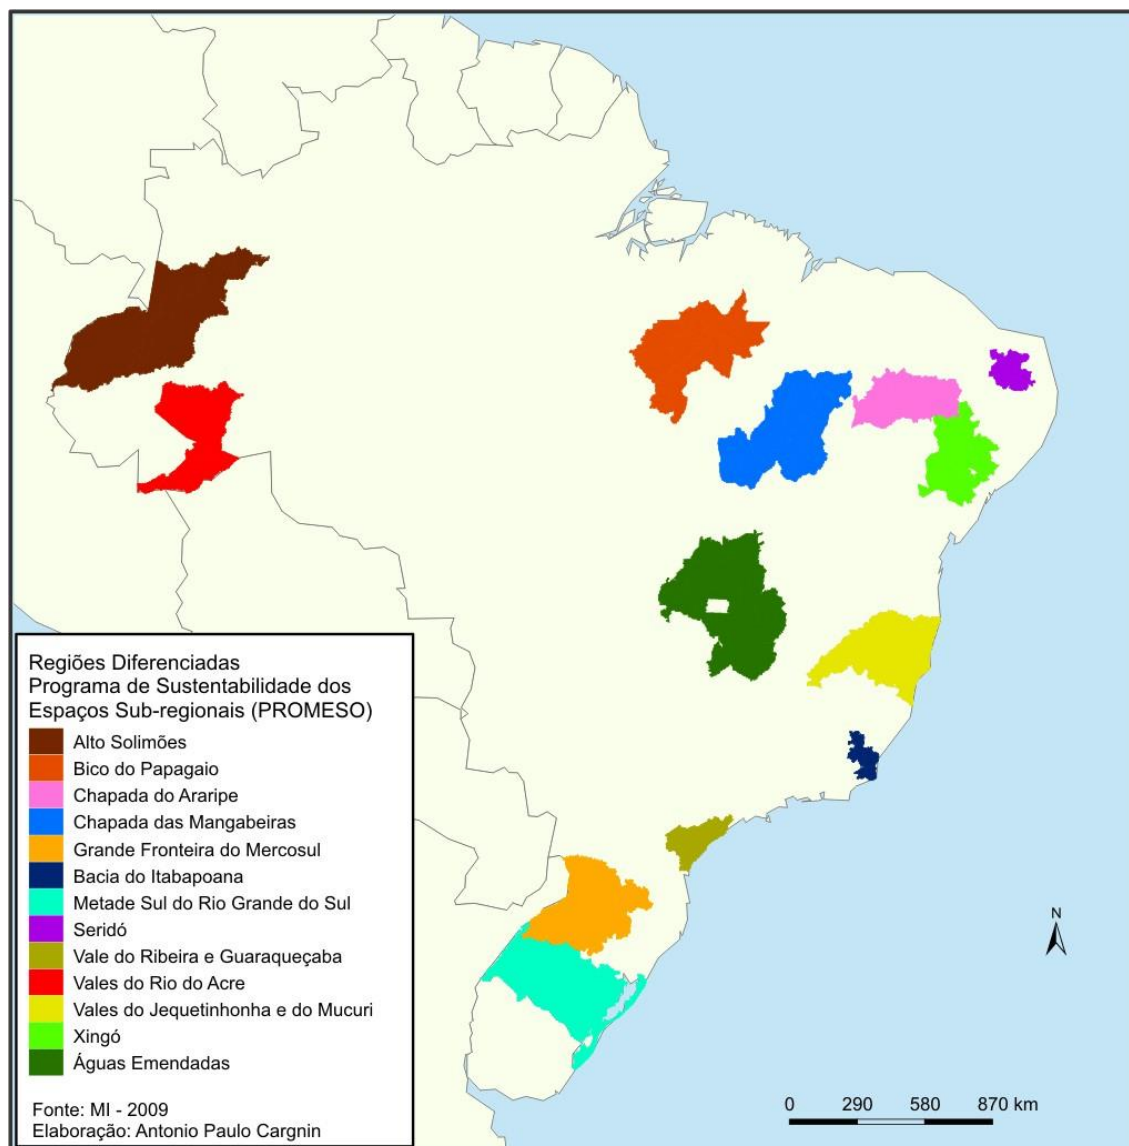 Regiões Diferenciadas
Programa de Sustentabilidade dos
Espaços Sub-regionais (PROMESO)
Alto Solimões
Bico do Papagaio
Chapada do Araripe
Chapada das Mangabeiras
Grande Fronteira do Mercosul
Bacia do Itabapoana
Metade Sul do Rio Grande do Sul
Seridó
Vale do Ribeira e Guaraqueçaba
Vales do Rio do Acre
Vales do Jequetinhonha e do Mucuri
Xingó
Águas Emendadas
Fonte: MI - 2009
Elaboração: Antonio Paulo Cargnin
N
0 290 580 870 km